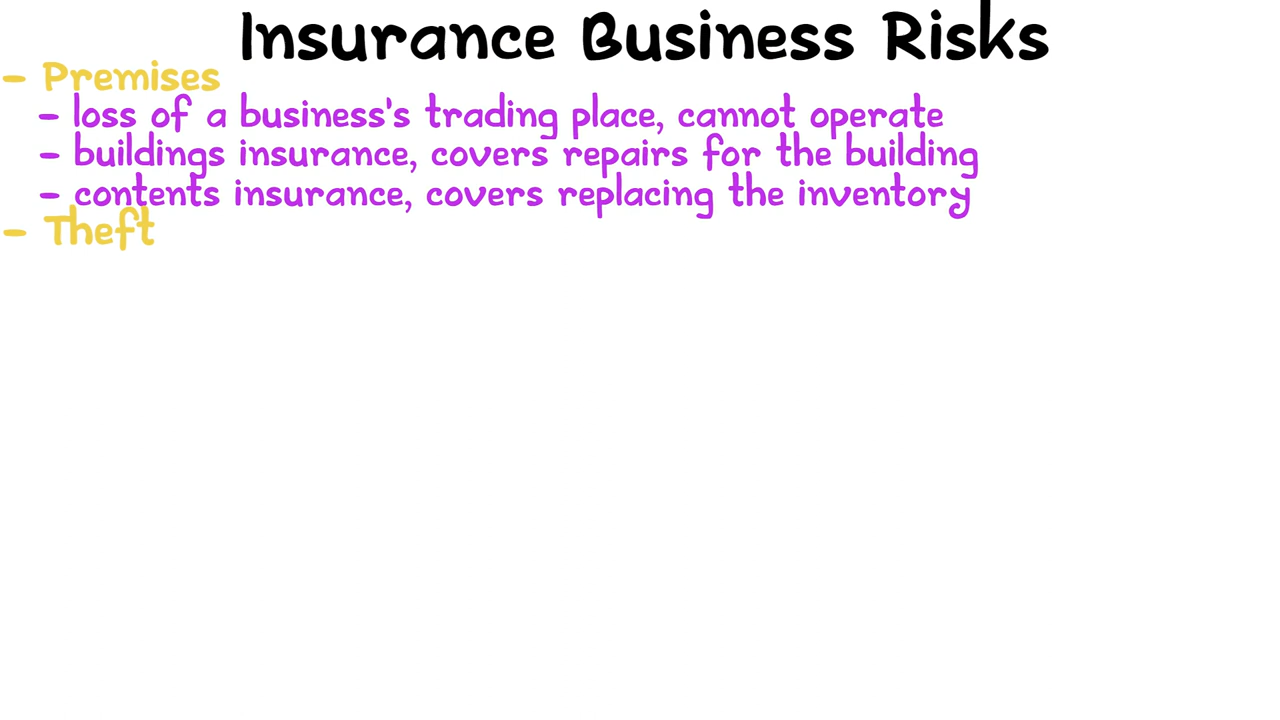 Insurance Business Risks
- Premises
- loss of a business's trading place, cannot operate
- buildings insurance, covers repairs for the building
- contents insurance, covers replacing the inventory
- Theft